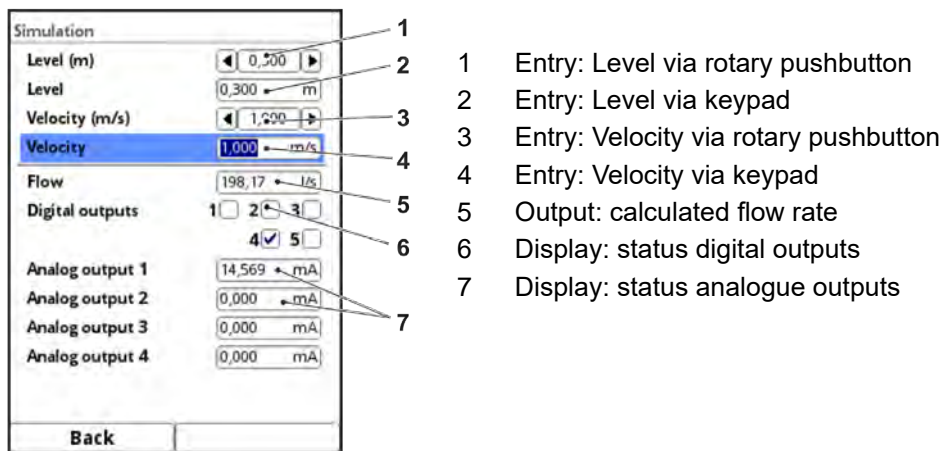 Simulation
Level (m)
Level 0,300 m
Velocity (m/s)
Velocity 1,000 m/s
Flow 198,17 l/s
Digital outputs 1 2 3
4 5
Analog output 1 14,569 mA
Analog output 2 0,000 mA
Analog output 3 0,000 mA
Analog output 4 0,000 mA
Back
1
2
3
4
5
6
7
1 Entry: Level via rotary pushbutton
2 Entry: Level via keypad
3 Entry: Velocity via rotary pushbutton
4 Entry: Velocity via keypad
5 Output: calculated flow rate
6 Display: status digital outputs
7 Display: status analogue outputs